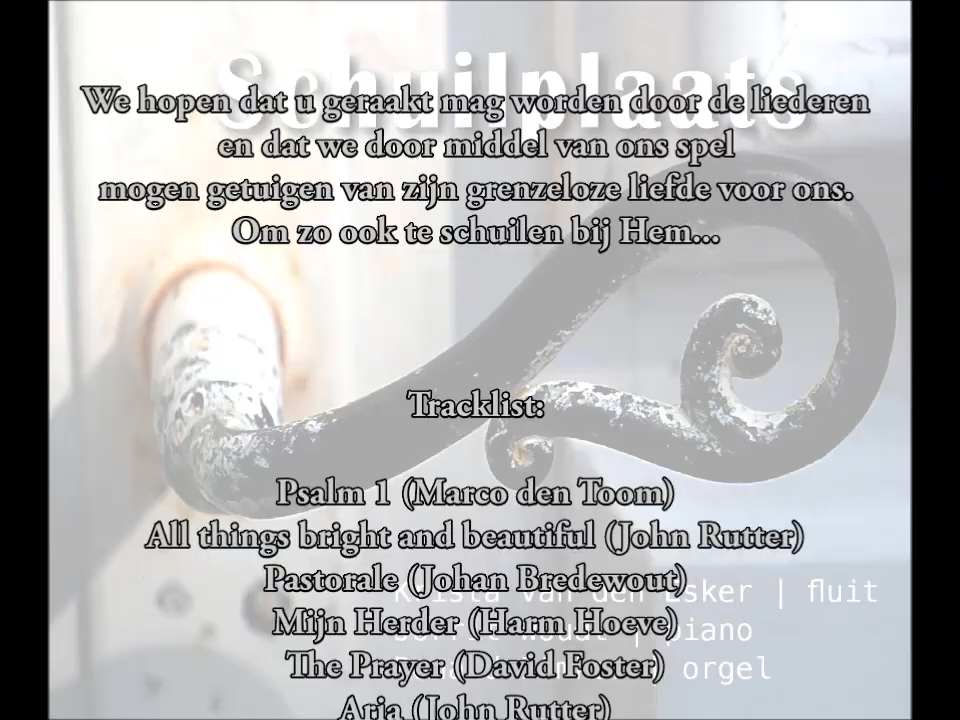 Schuilplaats
We hopen dat u geraakt mag worden door de liederen
en dat we door middel van ons spel
mogen getuigen van zijn grenzeloze liefde voor ons.
Om zo ook te schuilen bij Hem...
Tracklist:
Psalm 1 (Marco den Toom)
All things bright and beautiful (John Rutter)
Pastorale (Johan Bredewout)
van den Esker | fluit
Mijn Herder (Harm Hoeve)
| piano
The Prayer (David Foster)
orgel
Aria (John Rutter)